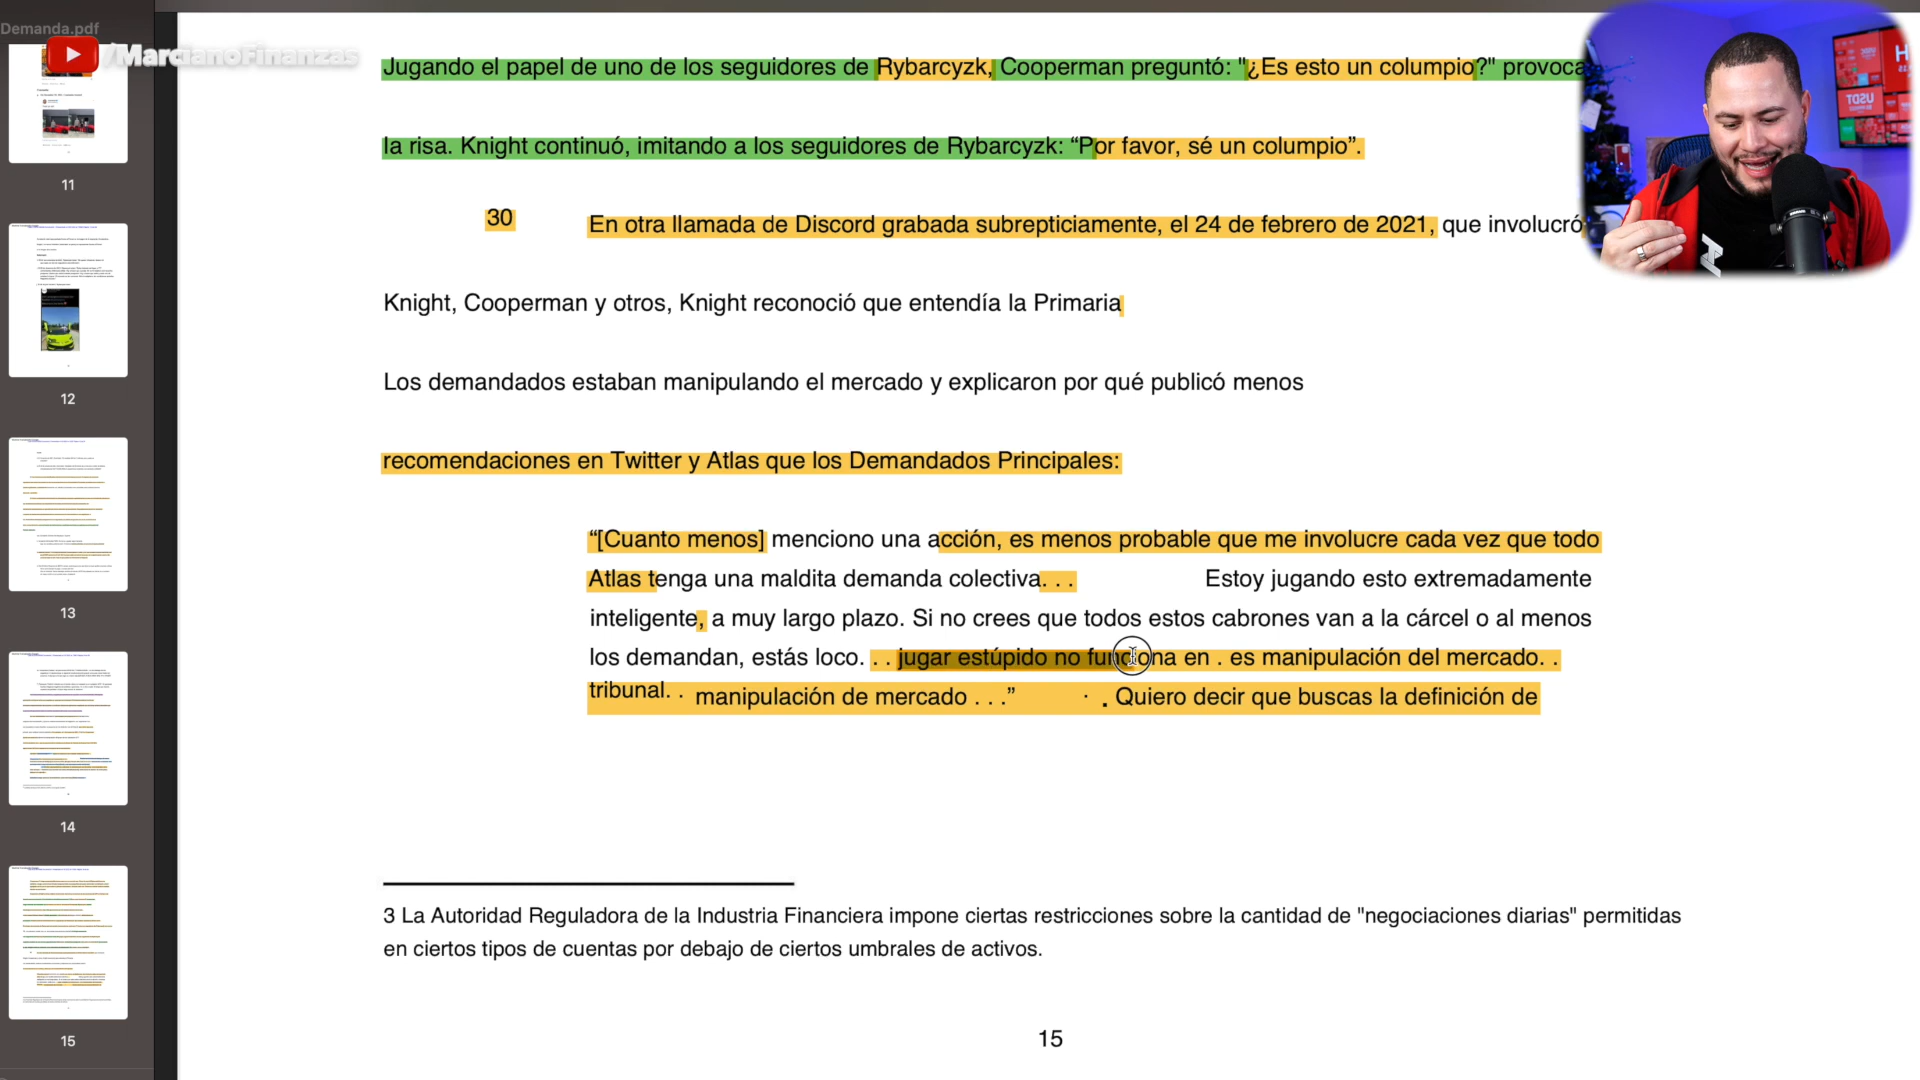 Demanda.pdf
/MarcianoFinanzas
Jugando el papel de uno de los seguidores de Rybarcyzk, Cooperman preguntó: "¿Es esto un columpio?" provoca
la risa. Knight continuó, imitando a los seguidores de Rybarcyzk: “Por favor, sé un columpio”.
30 En otra llamada de Discord grabada subrepticiamente, el 24 de febrero de 2021, que involucró
Knight, Cooperman y otros, Knight reconoció que entendía la Primaria
Los demandados estaban manipulando el mercado y explicaron por qué publicó menos
recomendaciones en Twitter y Atlas que los Demandados Principales:
“[Cuanto menos] menciono una acción, es menos probable que me involucre cada vez que todo
Atlas tenga una maldita demanda colectiva. . . Estoy jugando esto extremadamente
inteligente, a muy largo plazo. Si no crees que todos estos cabrones van a la cárcel o al menos
los demandan, estás loco. . . jugar estúpido no funciona en . es manipulación del mercado. .
tribunal. . manipulación de mercado . . .” . . Quiero decir que buscas la definición de
3 La Autoridad Reguladora de la Industria Financiera impone ciertas restricciones sobre la cantidad de "negociaciones diarias" permitidas
en ciertos tipos de cuentas por debajo de ciertos umbrales de activos.
15
11
12
13
14
15
USDT